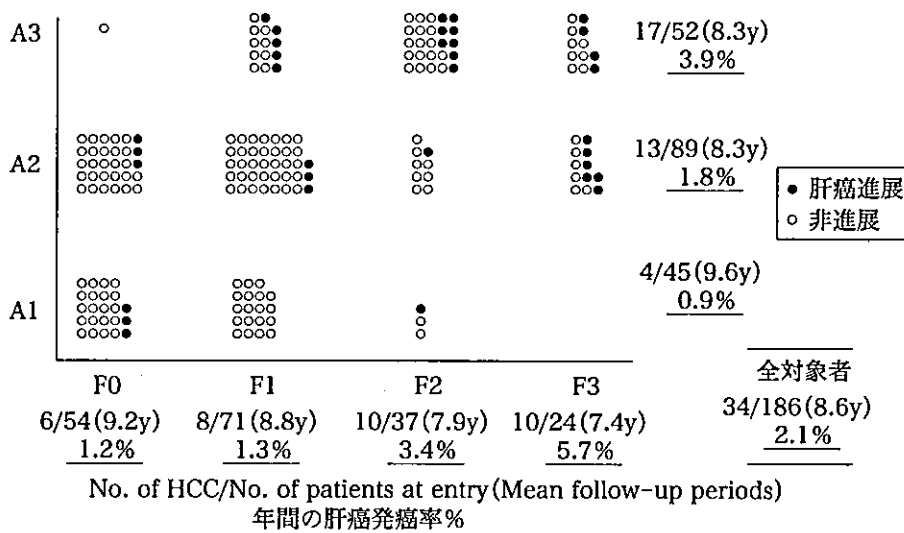 A3
17/52(8.3y)
3.9%
A2
13/89(8.3y)
1.8%
● 肝癌進展
○ 非進展
A1
4/45(9.6y)
0.9%
F0
F1
F2
F3
6/54(9.2y)
8/71(8.8y)
10/37(7.9y)
10/24(7.4y)
1.2%
1.3%
3.4%
5.7%
全対象者
34/186(8.6y)
2.1%
No. of HCC/No. of patients at entry(Mean follow-up periods)
年間の肝癌発癌率%